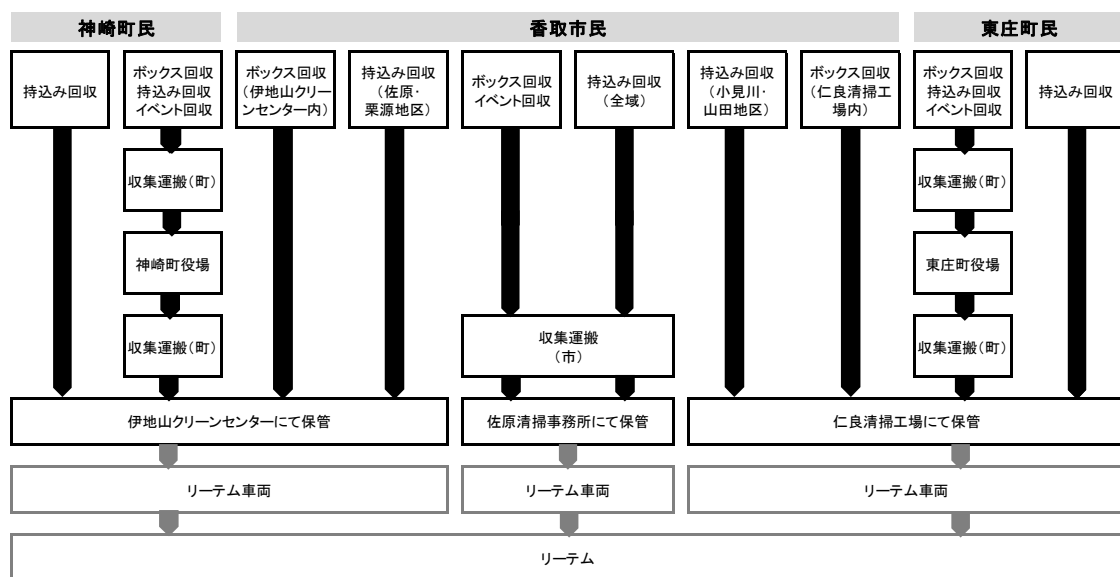 神崎町民
香取市民
東庄町民
持込み回収
ボックス回収
持込み回収
イベント回収
ボックス回収
(伊地山クリー
ンセンター内)
持込み回収
(佐原・
栗源地区)
ボックス回収
イベント回収
持込み回収
(全域)
持込み回収
(小見川・
山田地区)
ボックス回収
(仁良清掃工
場内)
ボックス回収
持込み回収
イベント回収
持込み回収
収集運搬(町)
収集運搬(町)
神崎町役場
東庄町役場
収集運搬(町)
収集運搬
(市)
収集運搬(町)
伊地山クリーンセンターにて保管
佐原清掃事務所にて保管
仁良清掃工場にて保管
リーテム車両
リーテム車両
リーテム車両
リーテム